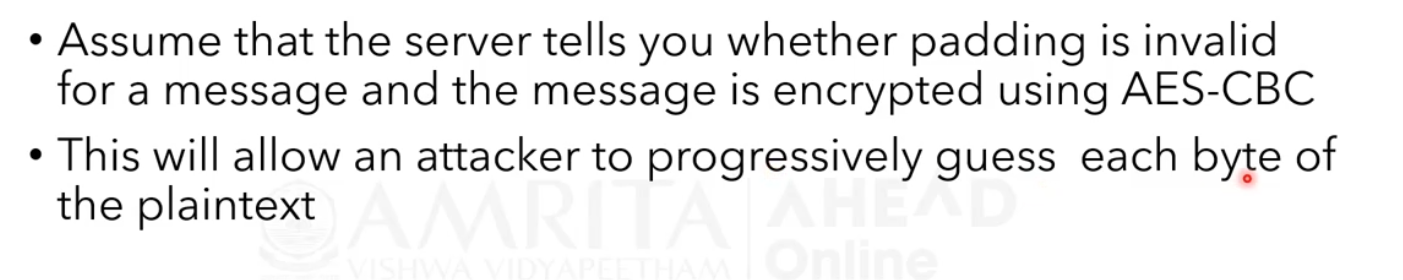 • Assume that the server tells you whether padding is invalid
for a message and the message is encrypted using AES-CBC
• This will allow an attacker to progressively guess each byte of
the plaintext
AMRITA AHEAD
VISHWA VIDYAPEETHAM Online